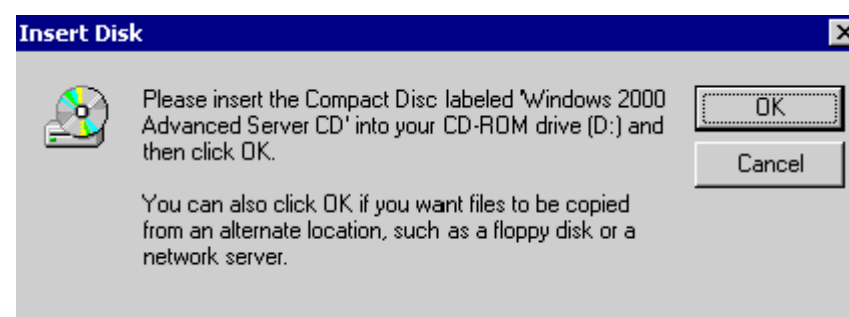 Insert Disk
Please insert the Compact Disc labeled 'Windows 2000
Advanced Server CD' into your CD-ROM drive (D:) and
then click OK.
You can also click OK if you want files to be copied
from an alternate location, such as a floppy disk or a
network server.
OK
Cancel